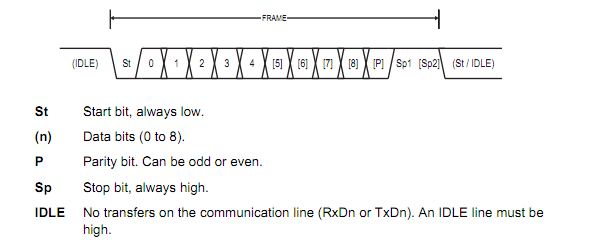 FRAME
(IDLE) St 0 1 2 3 4 [5] [6] [7] [8] [P] Sp1 [Sp2] (St / IDLE)
St Start bit, always low.
(n) Data bits (0 to 8).
P Parity bit. Can be odd or even.
Sp Stop bit, always high.
IDLE No transfers on the communication line (RxDn or TxDn). An IDLE line must be
high.